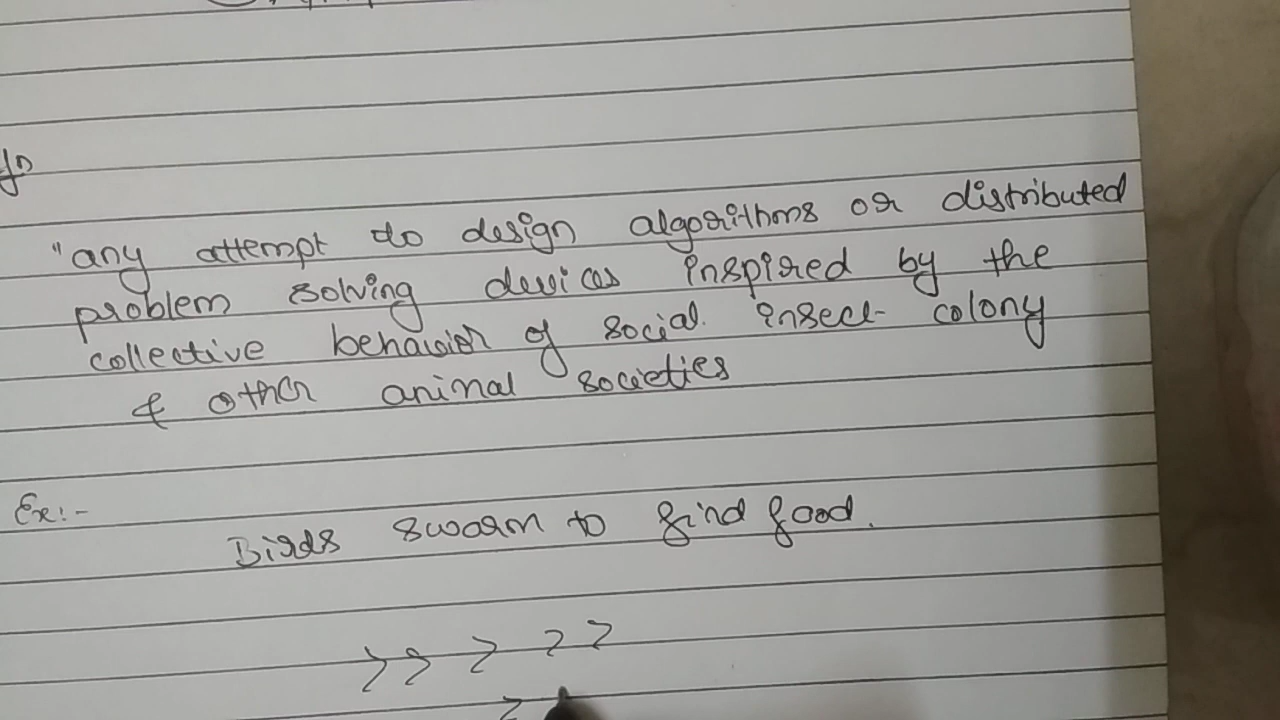 "any attempt to design algorithms or distributed
problem solving devices inspired by the
collective behavior of social insect colony
& other animal societies
Ex:-
Birds swarm to find food.